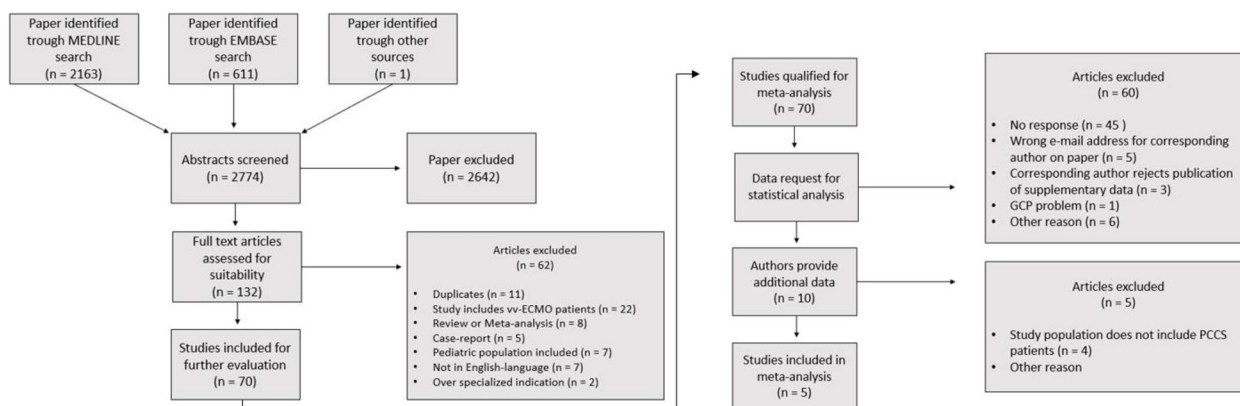 Paper identified
trough MEDLINE
search
(n = 2163)
Paper identified
trough EMBASE
search
(n = 611)
Paper identified
trough other
sources
(n = 1)
Abstracts screened
(n = 2774)
Paper excluded
(n = 2642)
Full text articles
assessed for
suitability
(n = 132)
Articles excluded
(n = 62)
• Duplicates (n = 11)
• Study includes vv-ECMO patients (n = 22)
• Review or Meta-analysis (n = 8)
• Case-report (n = 5)
• Pediatric population included (n = 7)
• Not in English-language (n = 7)
• Over specialized indication (n = 2)
Studies included for
further evaluation
(n = 70)
Studies qualified for
meta-analysis
(n = 70)
Data request for
statistical analysis
Articles excluded
(n = 60)
• No response (n = 45 )
• Wrong e-mail address for corresponding
author on paper (n = 5)
• Corresponding author rejects publication
of supplementary data (n = 3)
• GCP problem (n = 1)
• Other reason (n = 6)
Authors provide
additional data
(n = 10)
Articles excluded
(n = 5)
• Study population does not include PCCS
patients (n = 4)
• Other reason
Studies included in
meta-analysis
(n = 5)